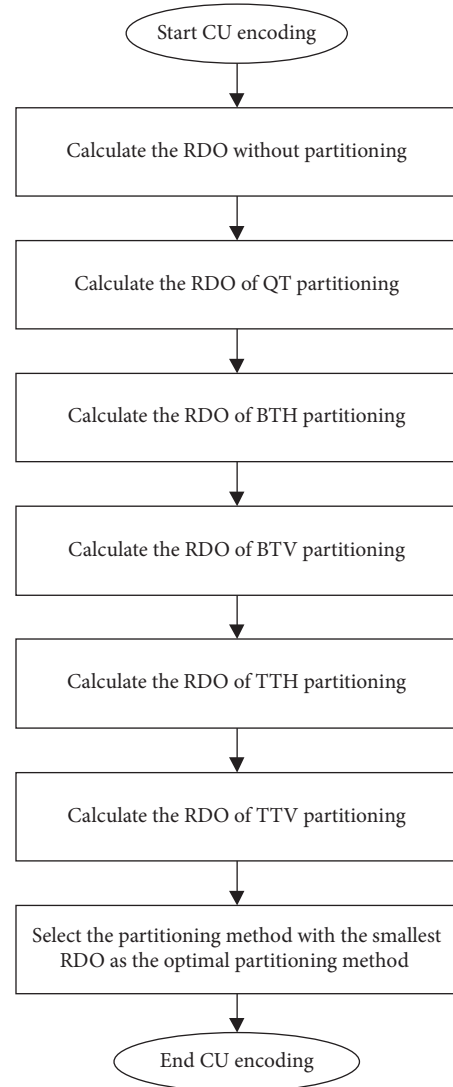 Start CU encoding
Calculate the RDO without partitioning
Calculate the RDO of QT partitioning
Calculate the RDO of BTH partitioning
Calculate the RDO of BTV partitioning
Calculate the RDO of TTH partitioning
Calculate the RDO of TTV partitioning
Select the partitioning method with the smallest
RDO as the optimal partitioning method
End CU encoding